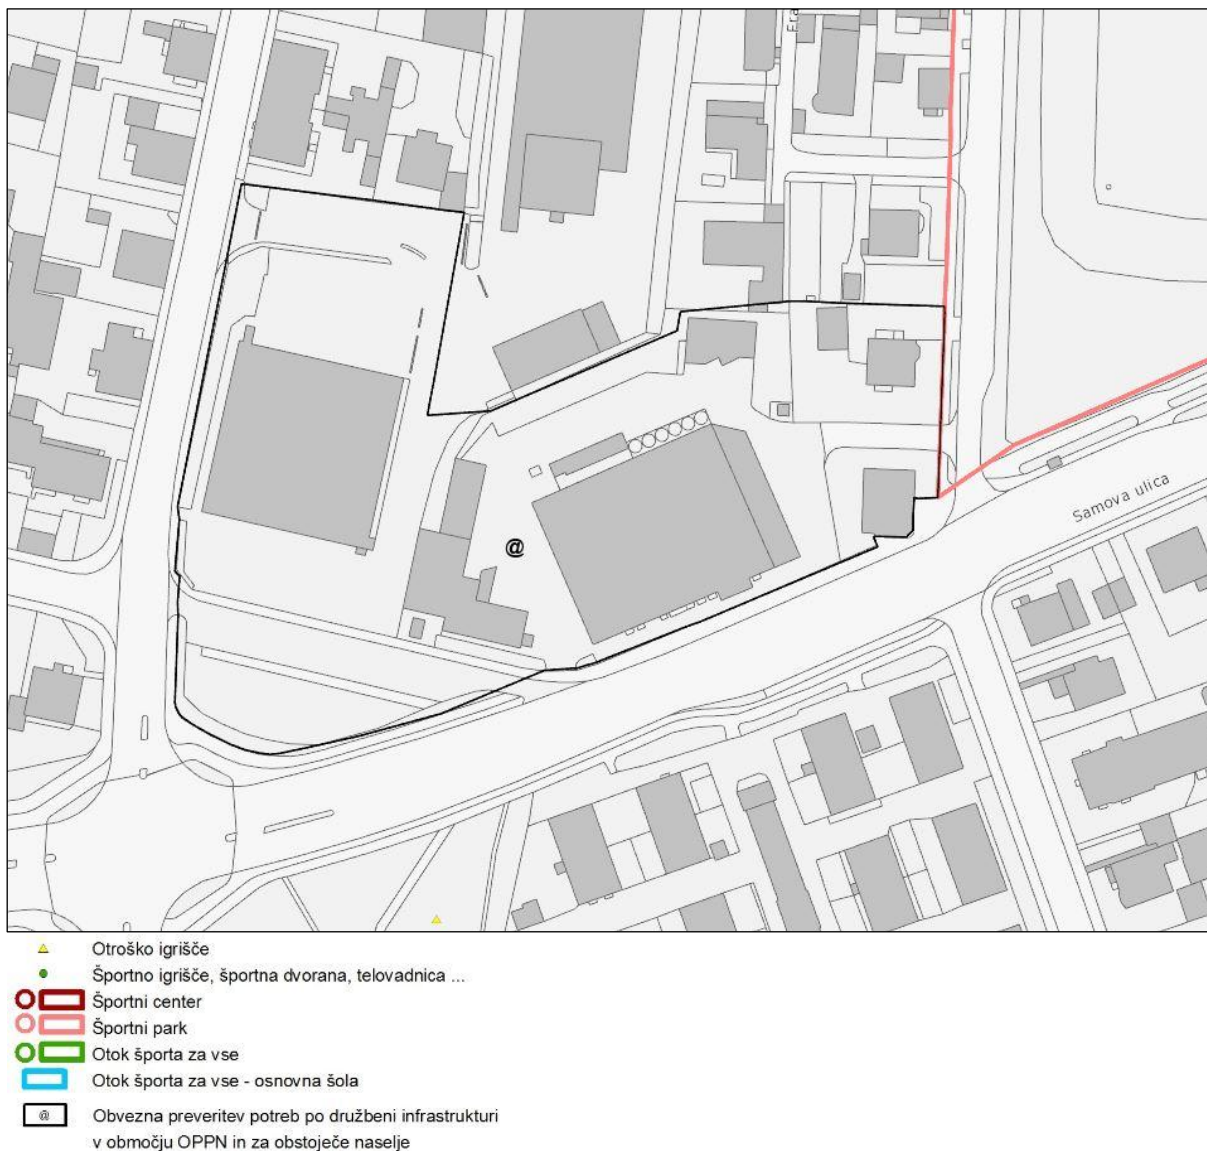 Fra
@
Samova ulica
Otroško igrišče
Športno igrišče, športna dvorana, telovadnica ...
Športni center
Športni park
Otok športa za vse
Otok športa za vse - osnovna šola
@ Obvezna preveritev potreb po družbeni infrastrukturi
v območju OPPN in za obstoječe naselje